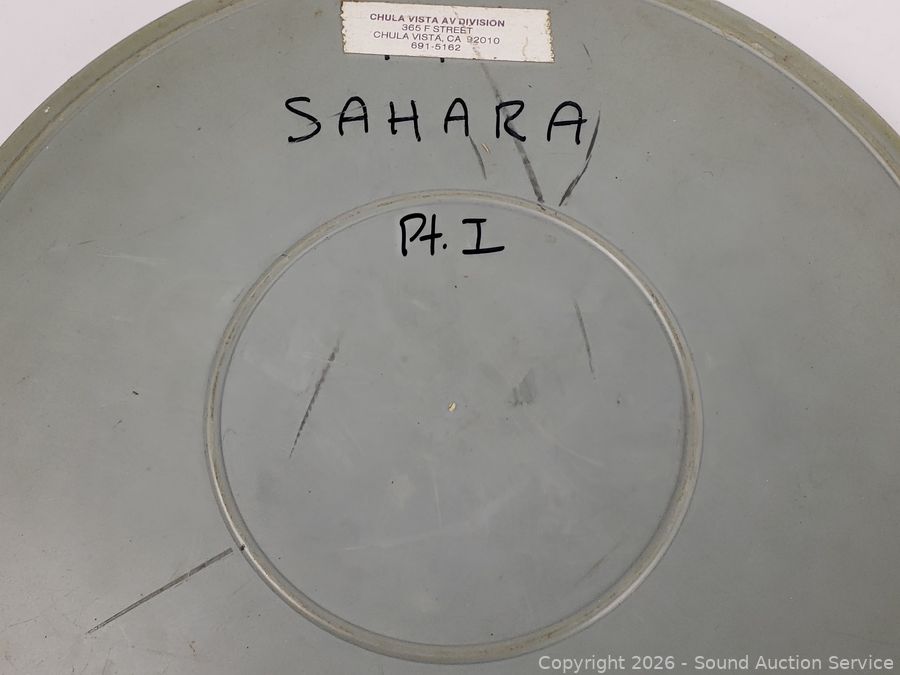 CHULA VISTA AV DIVISION
365 F STREET
CHULA VISTA, CA 92010
691-5162
SAHARA
Pt. I
Copyright 2026 - Sound Auction Service